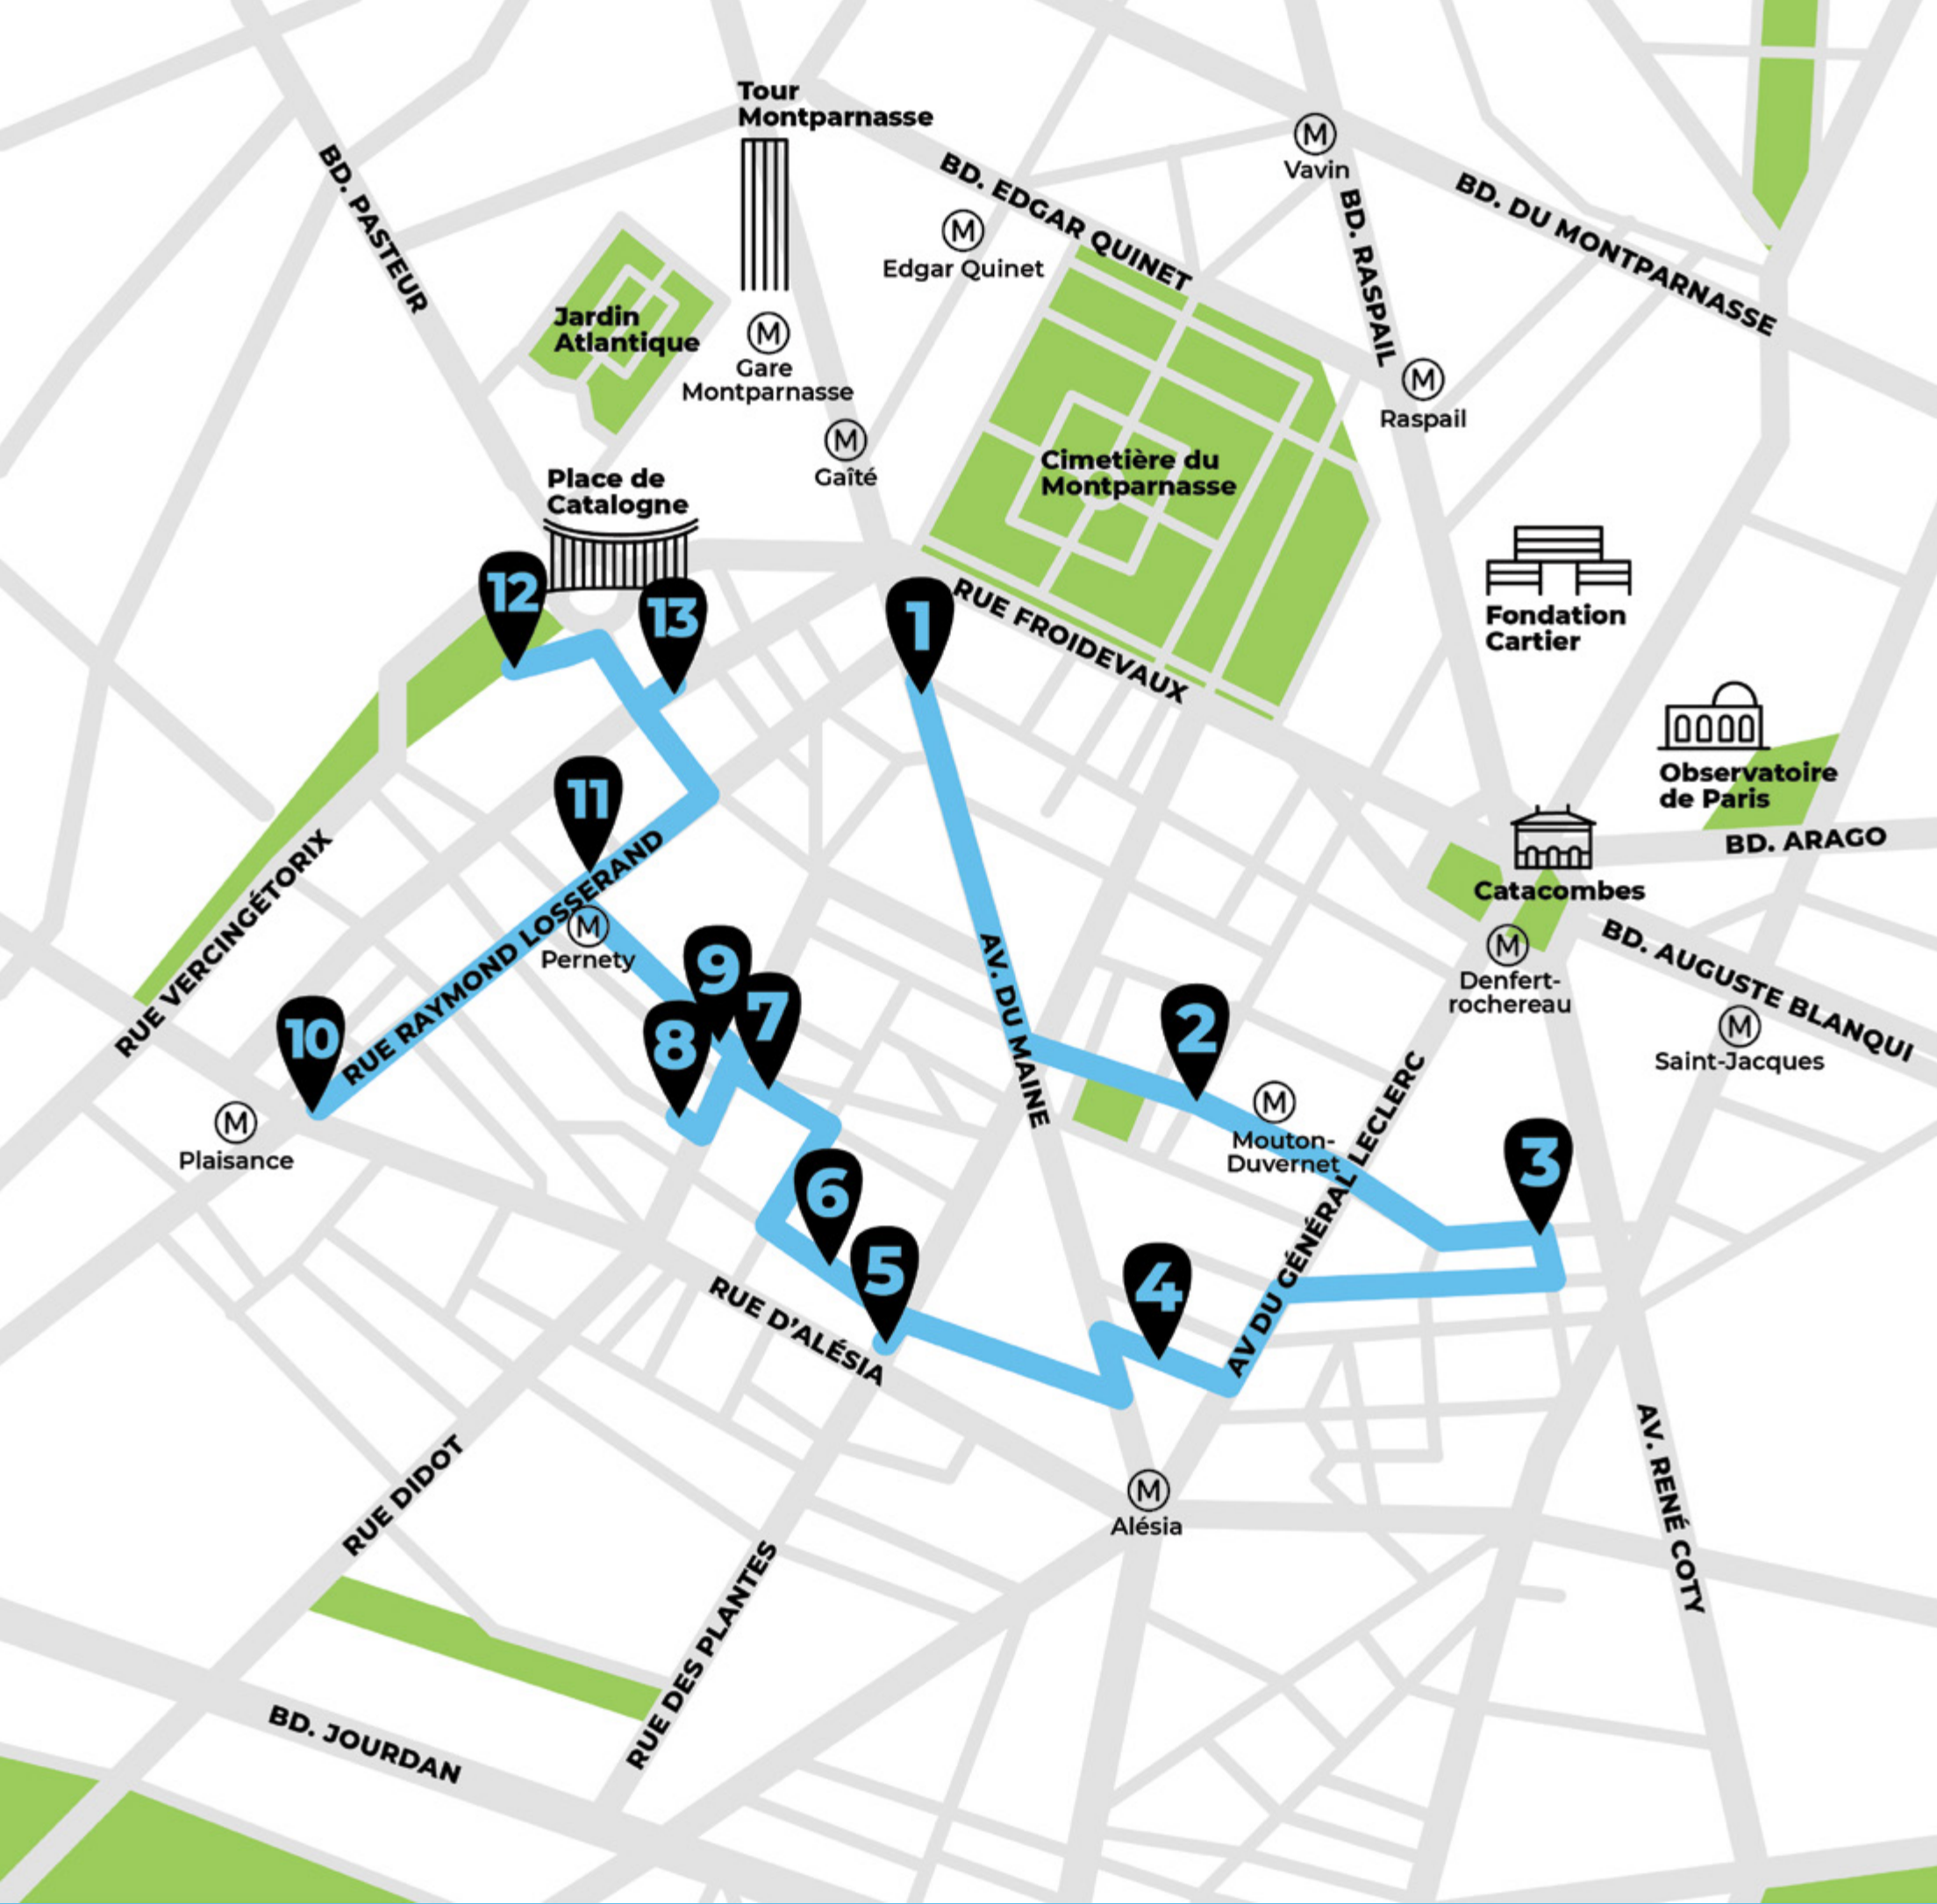 Tour
Montparnasse
M
Vavin
BD. PASTEUR
BD. EDGAR QUINET
BD. RASPAIL
BD. DU MONTPARNASSE
M
Edgar Quinet
Jardin
Atlantique
M
Gare
Montparnasse
M
Raspail
M
Gaîté
Cimetière du
Montparnasse
Place de
Catalogne
12
13
1
RUE FROIDEVAUX
Fondation
Cartier
Observatoire
de Paris
11
BD. ARAGO
Catacombes
RUE VERCINGÉTORIX
RUE RAYMOND LOSSERAND
M
Pernety
9
7
8
10
AV. DU MAINE
2
M
Denfert-
rochereau
BD. AUGUSTE BLANQUI
M
Saint-Jacques
M
Plaisance
M
Mouton-
Duvernet
AV DU GÉNÉRAL LECLERC
3
6
5
4
RUE D'ALÉSIA
RUE DIDOT
M
Alésia
AV. RENÉ COTY
RUE DES PLANTES
BD. JOURDAN